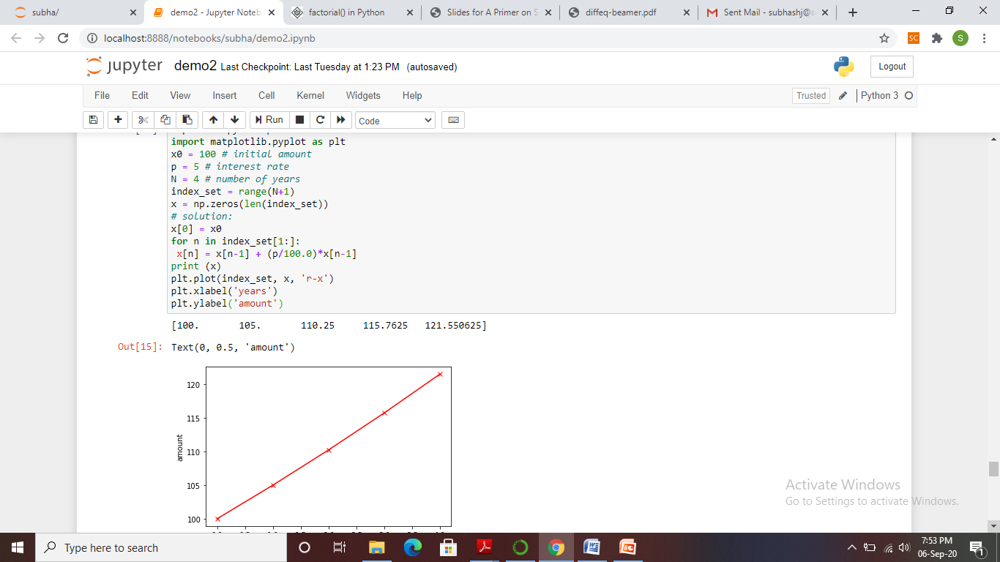 subha/
demo2 - Jupyter Noteb
factorial() in Python
Slides for A Primer on S
diffeq-beamer.pdf
Sent Mail - subhashj@s
localhost:8888/notebooks/subha/demo2.ipynb
SC
S
jupyter demo2 Last Checkpoint: Last Tuesday at 1:23 PM (autosaved)
Logout
File Edit View Insert Cell Kernel Widgets Help
Trusted Python 3
Run Code
import matplotlib.pyplot as plt
x0 = 100 # initial amount
p = 5 # interest rate
N = 4 # number of years
index_set = range(N+1)
x = np.zeros(len(index_set))
# solution:
x[0] = x0
for n in index_set[1:]:
 x[n] = x[n-1] + (p/100.0)*x[n-1]
print (x)
plt.plot(index_set, x, 'r-x')
plt.xlabel('years')
plt.ylabel('amount')
[100. 105. 110.25 115.7625 121.550625]
Out[15]: Text(0, 0.5, 'amount')
120
115
110
105
100
amount
Activate Windows
Go to Settings to activate Windows.
Type here to search
7:53 PM
06-Sep-20
1